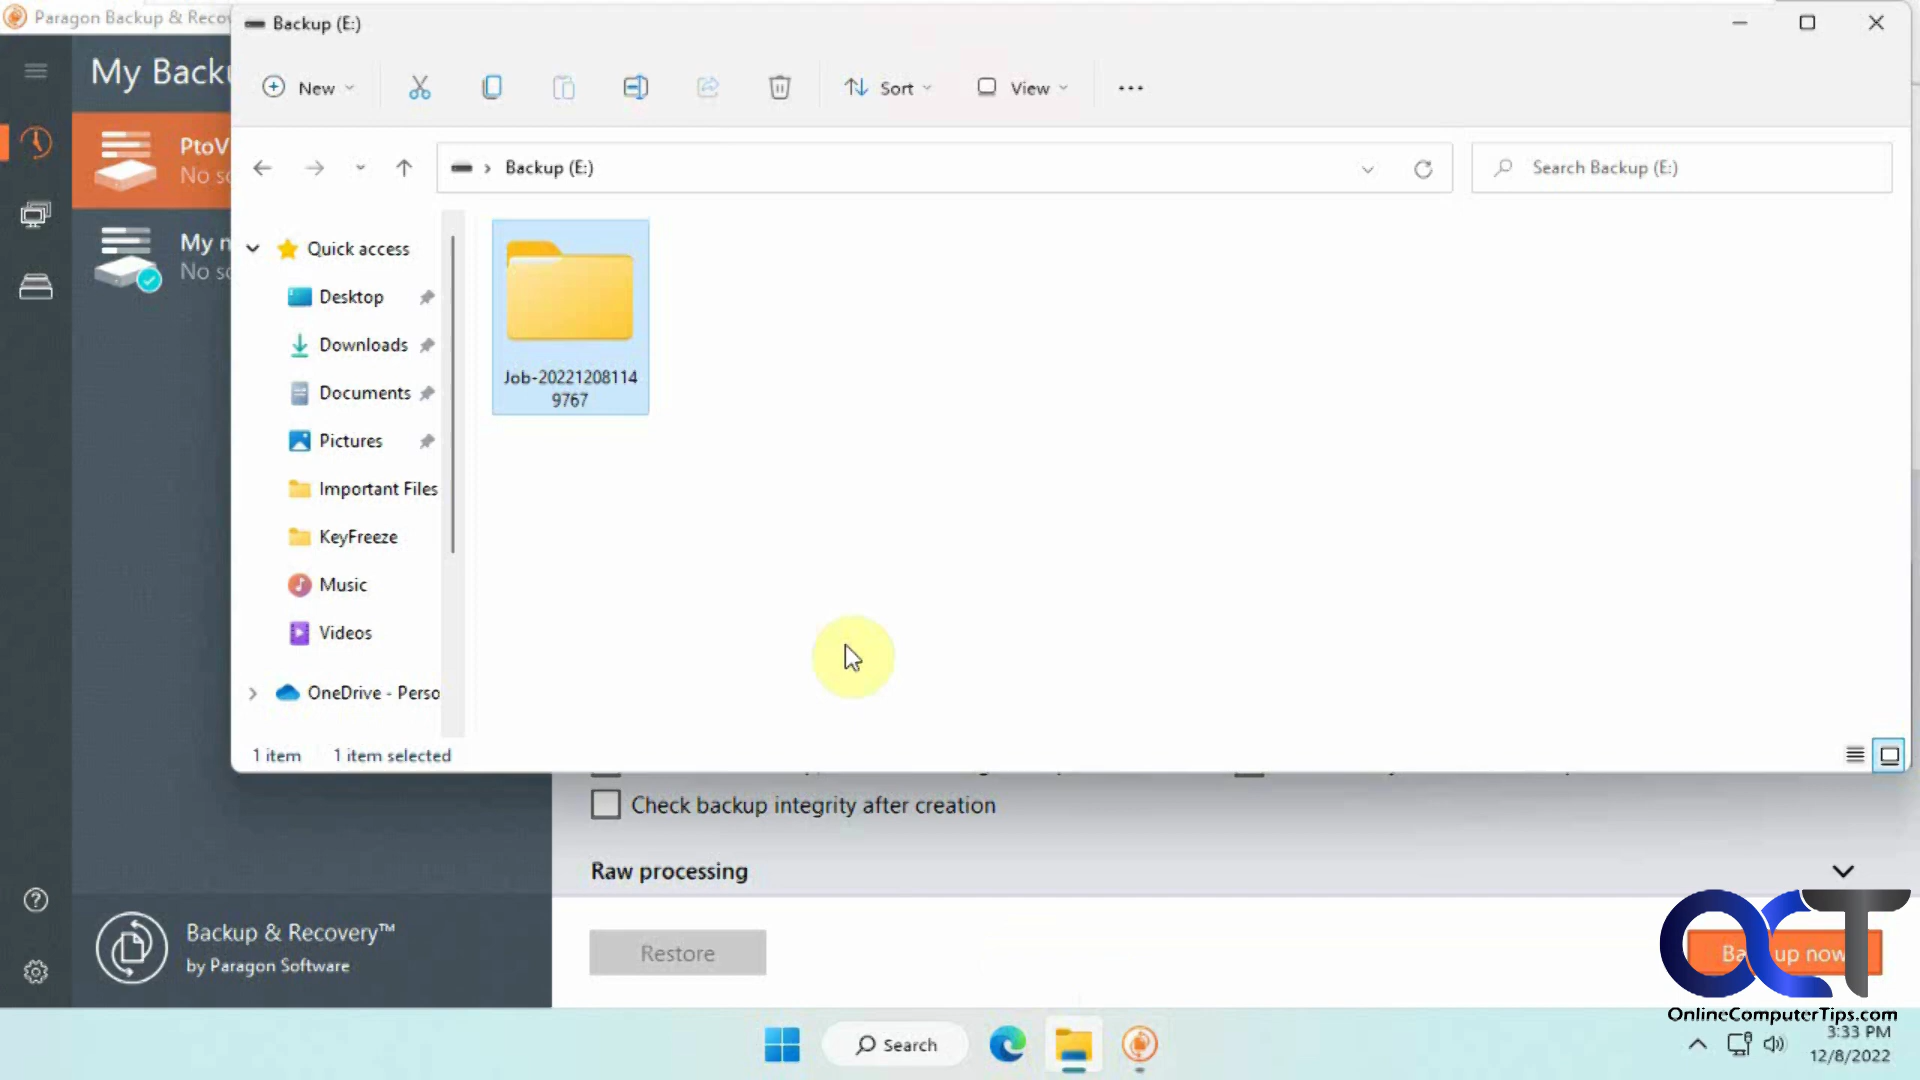 Paragon Backup & Reco
Backup (E:)
My Back
New
Sort
View
PtoV
No s
Backup (E:)
Search Backup (E:)
My n
No s
Quick access
Desktop
Downloads
Documents
Pictures
Important Files
KeyFreeze
Music
Videos
OneDrive - Perso
Job-20221208114
9767
1 item
1 item selected
Check backup integrity after creation
Raw processing
Backup & Recovery™
by Paragon Software
Restore
Ba up now
OCT
OnlineComputerTips.com
Search
3:33 PM
12/8/2022